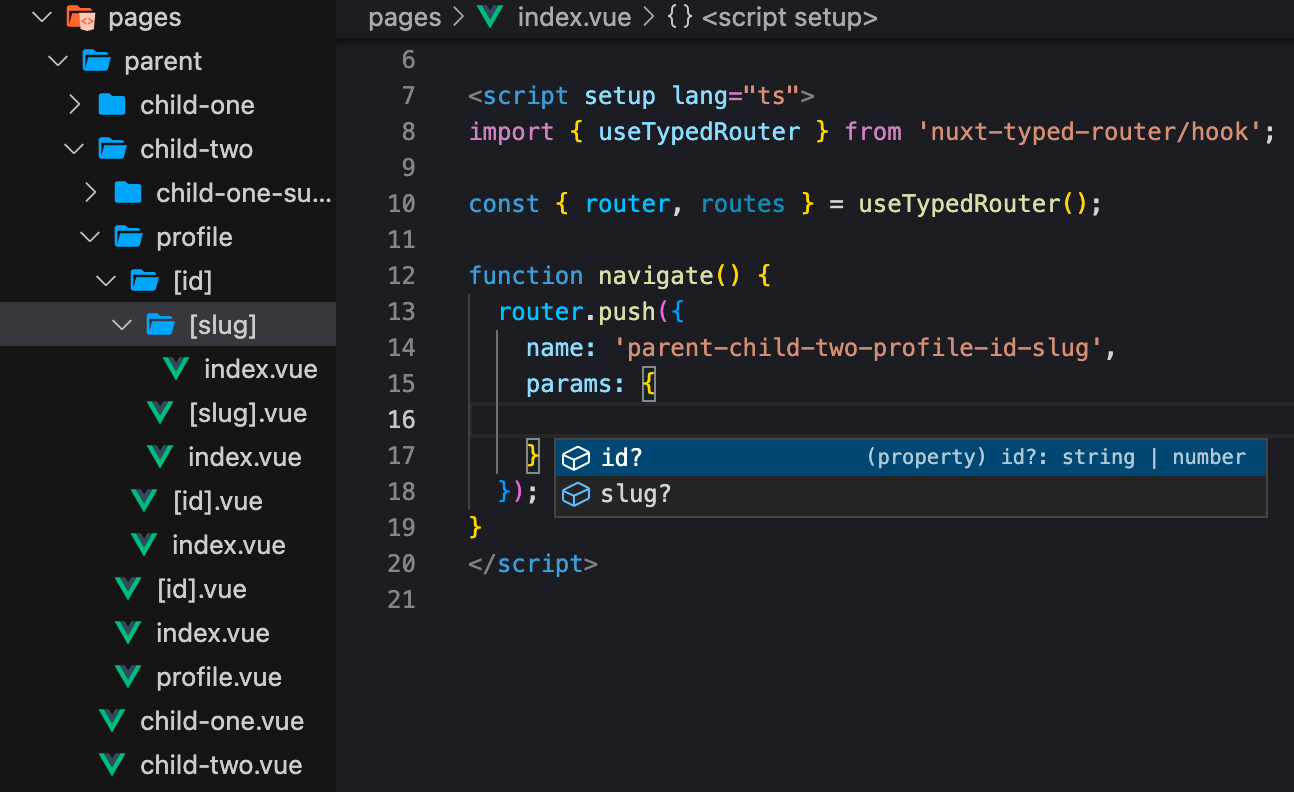 pages
parent
child-one
child-two
child-one-su...
profile
[id]
[slug]
index.vue
[slug].vue
index.vue
[id].vue
index.vue
[id].vue
index.vue
profile.vue
child-one.vue
child-two.vue
pages > index.vue > {} <script setup>
6
7 <script setup lang="ts">
8 import { useTypedRouter } from 'nuxt-typed-router/hook';
9
10 const { router, routes } = useTypedRouter();
11
12 function navigate() {
13 router.push({
14 name: 'parent-child-two-profile-id-slug',
15 params: {
16
17 }
id? (property) id?: string | number
18 });
slug?
19 }
20 </script>
21